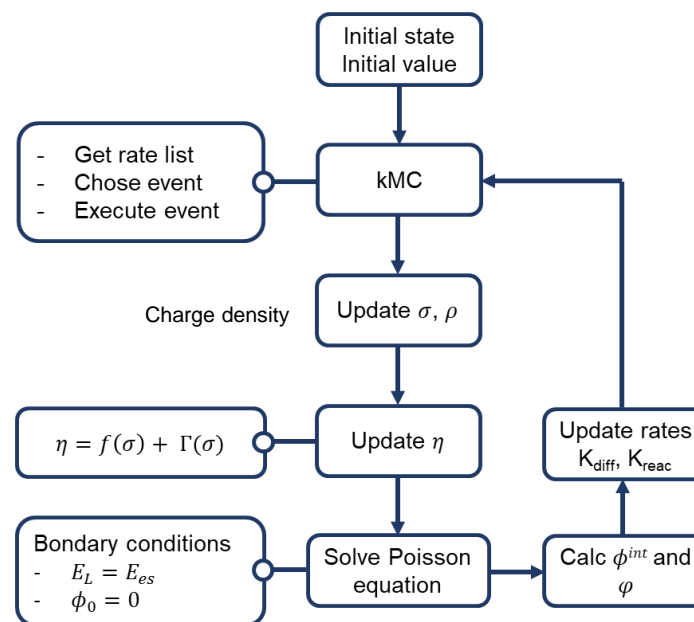 Initial state
Initial value
- Get rate list
- Chose event
- Execute event
kMC
Charge density
Update σ, ρ
η = f(σ) + Γ(σ)
Update η
Update rates
K_diff, K_reac
Bondary conditions
- E_L = E_es
- ϕ_0 = 0
Solve Poisson
equation
Calc ϕ^int and
φ